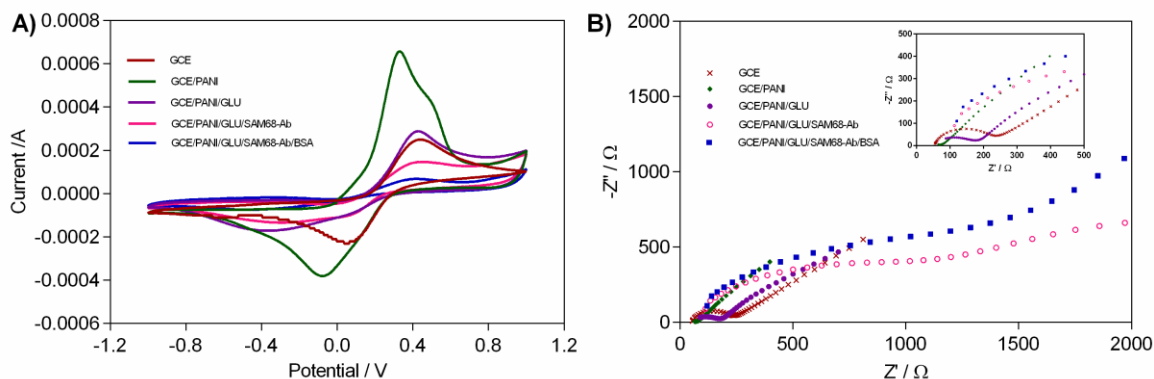 A)
0.0008
0.0006
0.0004
0.0002
0.0000
-0.0002
-0.0004
-0.0006
Current /A
GCE
GCE/PANI
GCE/PANI/GLU
GCE/PANI/GLU/SAM68-Ab
GCE/PANI/GLU/SAM68-Ab/BSA
-1.2 -0.8 -0.4 0.0 0.4 0.8 1.2
Potential / V
B)
2000
1500
1000
500
0
-Z'' / Ω
GCE
GCE/PANI
GCE/PANI/GLU
GCE/PANI/GLU/SAM68-Ab
GCE/PANI/GLU/SAM68-Ab/BSA
500
400
300
200
100
0
-Z'' / Ω
0 100 200 300 400 500
Z' / Ω
0 500 1000 1500 2000
Z' / Ω